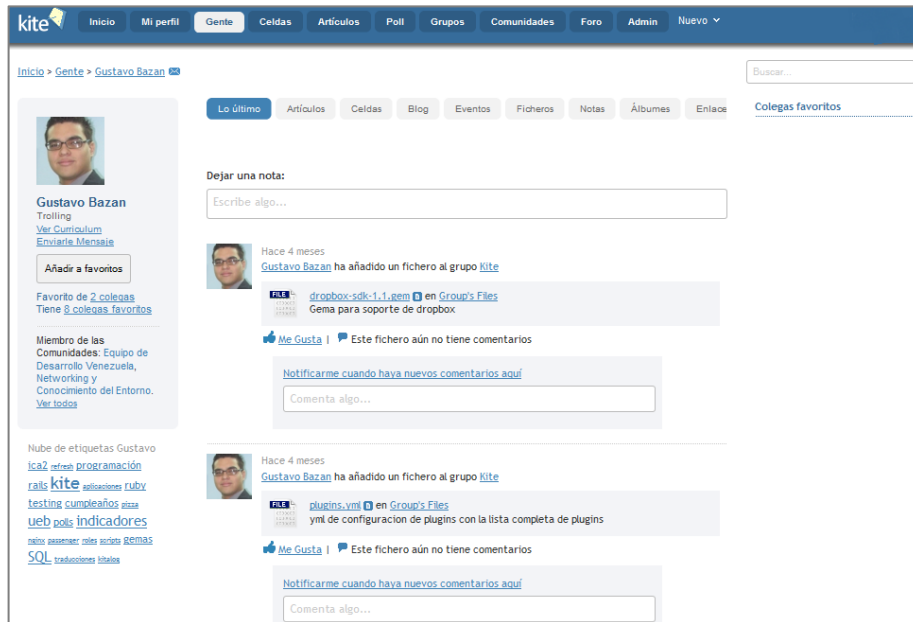 kite
Inicio Mi perfil Gente Celdas Artículos Poll Grupos Comunidades Foro Admin Nuevo
Inicio > Gente > Gustavo Bazan
Buscar...
Gustavo Bazan
Trolling
Ver Curriculum
Enviarle Mensaje
Añadir a favoritos
Favorito de 2 colegas
Tiene 8 colegas favoritos
Miembro de las
Comunidades: Equipo de
Desarrollo Venezuela,
Networking y
Conocimiento del Entorno.
Ver todos
Nube de etiquetas Gustavo
ica2 refresh programación
rails kite aplicaciones ruby
testing cumpleaños pizza
ueb polls indicadores
nginx passenger roles scripts gemas
SQL traducciones kitalog
Lo último Artículos Celdas Blog Eventos Ficheros Notas Álbumes Enlace
Dejar una nota:
Escribe algo...
Hace 4 meses
Gustavo Bazan ha añadido un fichero al grupo Kite
FILE dropbox-sdk-1.1.gem en Group's Files
Gema para soporte de dropbox
Me Gusta | Este fichero aún no tiene comentarios
Notificarme cuando haya nuevos comentarios aquí
Comenta algo...
Hace 4 meses
Gustavo Bazan ha añadido un fichero al grupo Kite
FILE plugins.yml en Group's Files
yml de configuracion de plugins con la lista completa de plugins
Me Gusta | Este fichero aún no tiene comentarios
Notificarme cuando haya nuevos comentarios aquí
Comenta algo...
Colegas favoritos